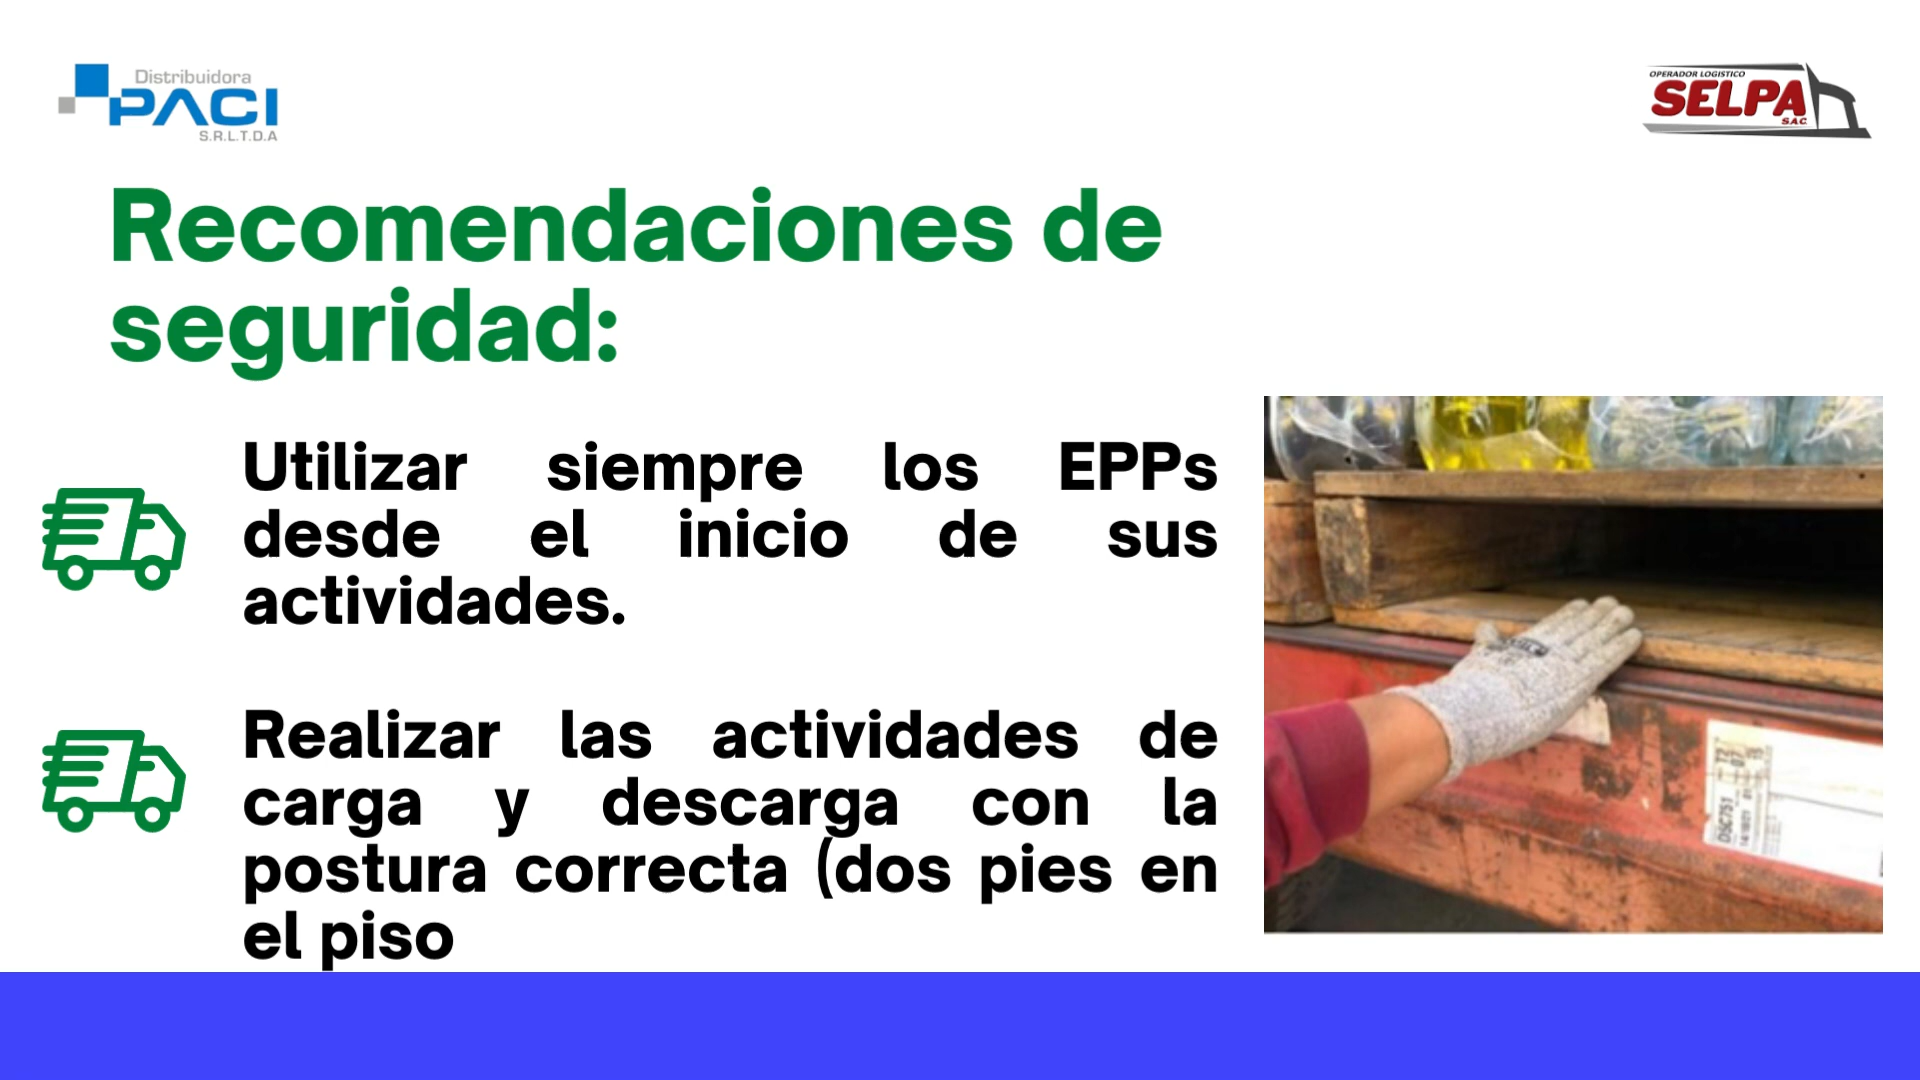 Distribuidora
PACI
S.R.L.T.D.A
OPERADOR LOGISTICO
SELPA
S.A.C.
Recomendaciones de
seguridad:
Utilizar siempre los EPPs
desde el inicio de sus
actividades.
Realizar las actividades de
carga y descarga con la
postura correcta (dos pies en
el piso